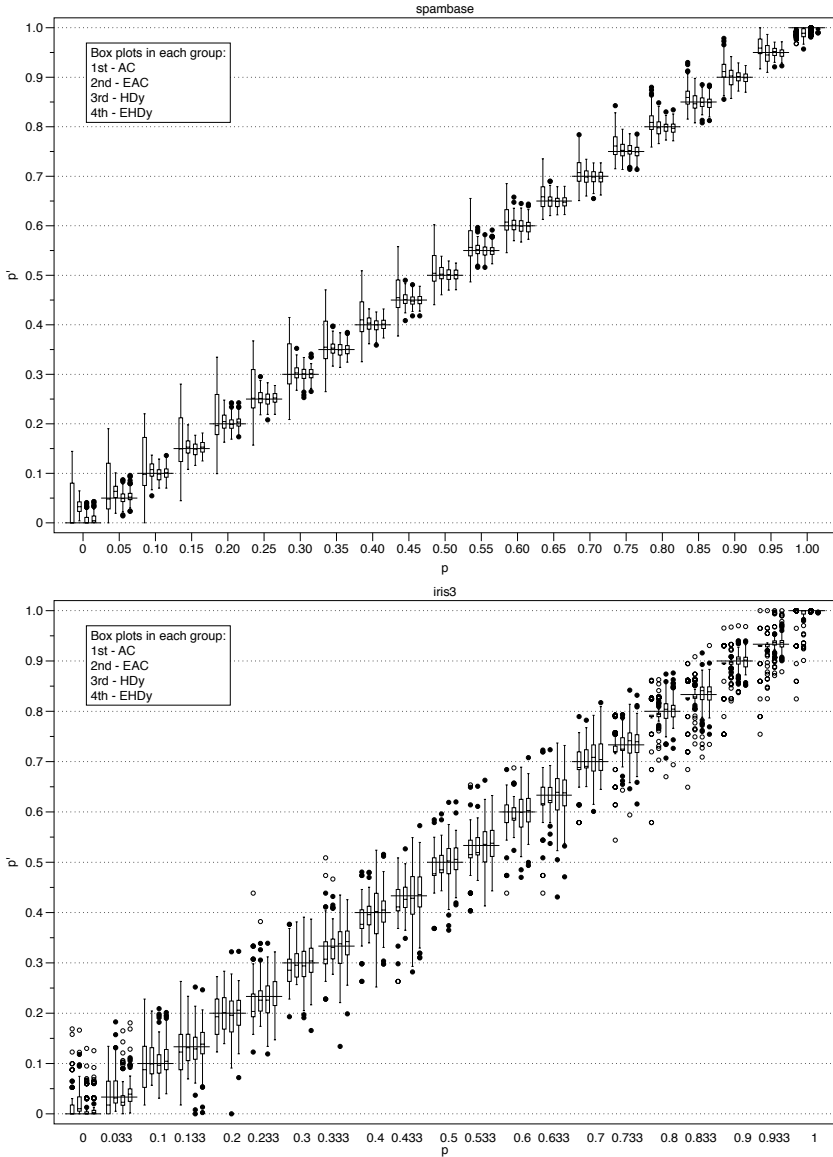 spambase
Box plots in each group:
1st - AC
2nd - EAC
3rd - HDy
4th - EHDy
1.0
0.9
0.8
0.7
0.6
0.5
0.4
0.3
0.2
0.1
0
p'
0 0.05 0.10 0.15 0.20 0.25 0.30 0.35 0.40 0.45 0.50 0.55 0.60 0.65 0.70 0.75 0.80 0.85 0.90 0.95 1.00
p
iris3
Box plots in each group:
1st - AC
2nd - EAC
3rd - HDy
4th - EHDy
1.0
0.9
0.8
0.7
0.6
0.5
0.4
0.3
0.2
0.1
0
p'
0 0.033 0.1 0.133 0.2 0.233 0.3 0.333 0.4 0.433 0.5 0.533 0.6 0.633 0.7 0.733 0.8 0.833 0.9 0.933 1
p